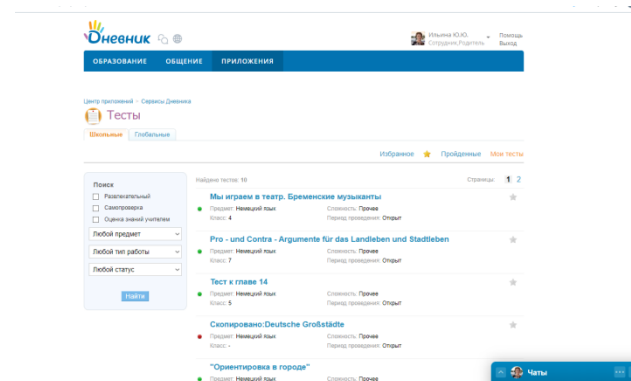 Дневник
Ильина Ю.Ю.
Сотрудник, Родитель
Помощь
Выход
ОБРАЗОВАНИЕ ОБЩЕНИЕ ПРИЛОЖЕНИЯ
Центр приложений › Сервисы Дневника
Тесты
Школьные Глобальные
Избранное Пройденные Мои тесты
Поиск
Развлекательный
Самопроверка
Оценка знаний учителем
Любой предмет
Любой тип работы
Любой статус
Найти
Найдено тестов: 16
Страницы: 1 2
Мы играем в театр. Бременские музыканты
Предмет: Немецкий язык Сложность: Прочее
Класс: 4 Период проведения: Открыт
Pro - und Contra - Argumente für das Landleben und Stadtleben
Предмет: Немецкий язык Сложность: Прочее
Класс: 7 Период проведения: Открыт
Тест к главе 14
Предмет: Немецкий язык Сложность: Прочее
Класс: 5 Период проведения: Открыт
Скопировано:Deutsche Großstädte
Предмет: Немецкий язык Сложность: Прочее
Класс: - Период проведения: Открыт
"Ориентировка в городе"
Предмет: Немецкий язык Сложность: Прочее
Чаты